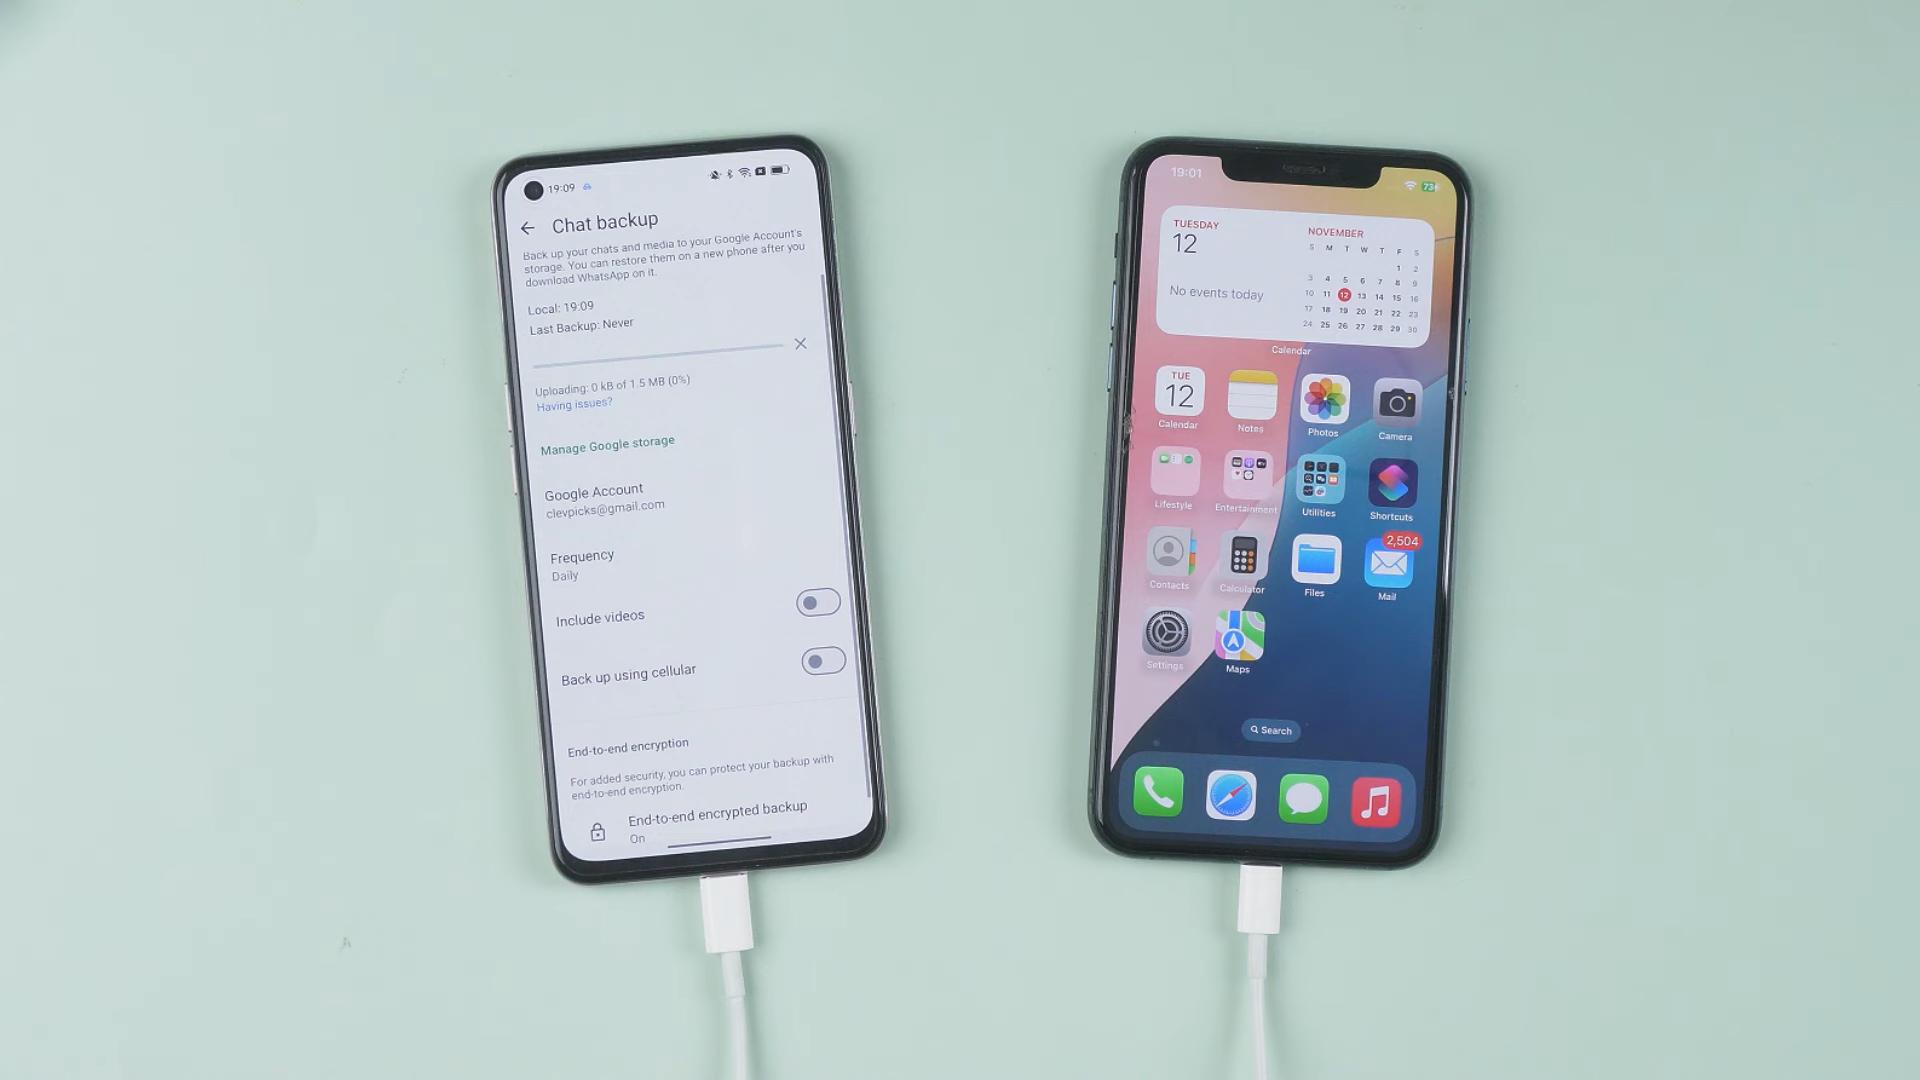 19:09
Chat backup
Back up your chats and media to your Google Account's
storage. You can restore them on a new phone after you
download WhatsApp on it.
Local: 19:09
Last Backup: Never
Uploading: 0 kB of 1.5 MB (0%)
Having issues?
Manage Google storage
Google Account
clevpicks@gmail.com
Frequency
Daily
Include videos
Back up using cellular
End-to-end encryption
For added security, you can protect your backup with
end-to-end encryption.
End-to-end encrypted backup
On
19:01
73
TUESDAY
12
No events today
NOVEMBER
S M T W T F S
1 2
3 4 5 6 7 8 9
10 11 12 13 14 15 16
17 18 19 20 21 22 23
24 25 26 27 28 29 30
Calendar
TUE
12
Calendar
Notes
Photos
Camera
Lifestyle
Entertainment
Utilities
Shortcuts
Contacts
Calculator
Files
2,504
Mail
Settings
Maps
Search